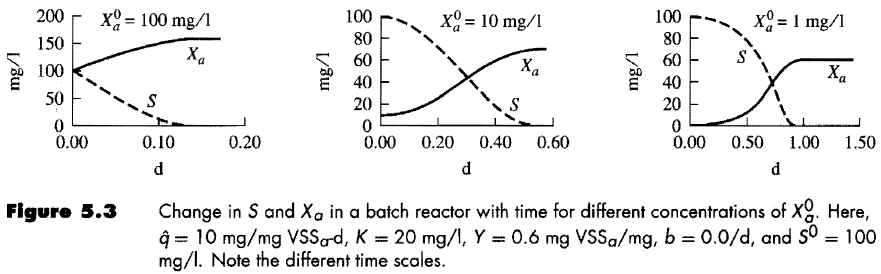 X_a^0 = 100 mg/l
200
150
100
50
0
mg/l
X_a
S
0.00 0.10 0.20
d
X_a^0 = 10 mg/l
100
80
60
40
20
0
mg/l
X_a
S
0.00 0.20 0.40 0.60
d
X_a^0 = 1 mg/l
100
80
60
40
20
0
mg/l
S
X_a
0.00 0.50 1.00 1.50
d
Figure 5.3 Change in S and X_a in a batch reactor with time for different concentrations of X_a^0. Here,
q̂ = 10 mg/mg VSS_a-d, K = 20 mg/l, Y = 0.6 mg VSS_a/mg, b = 0.0/d, and S^0 = 100
mg/l. Note the different time scales.